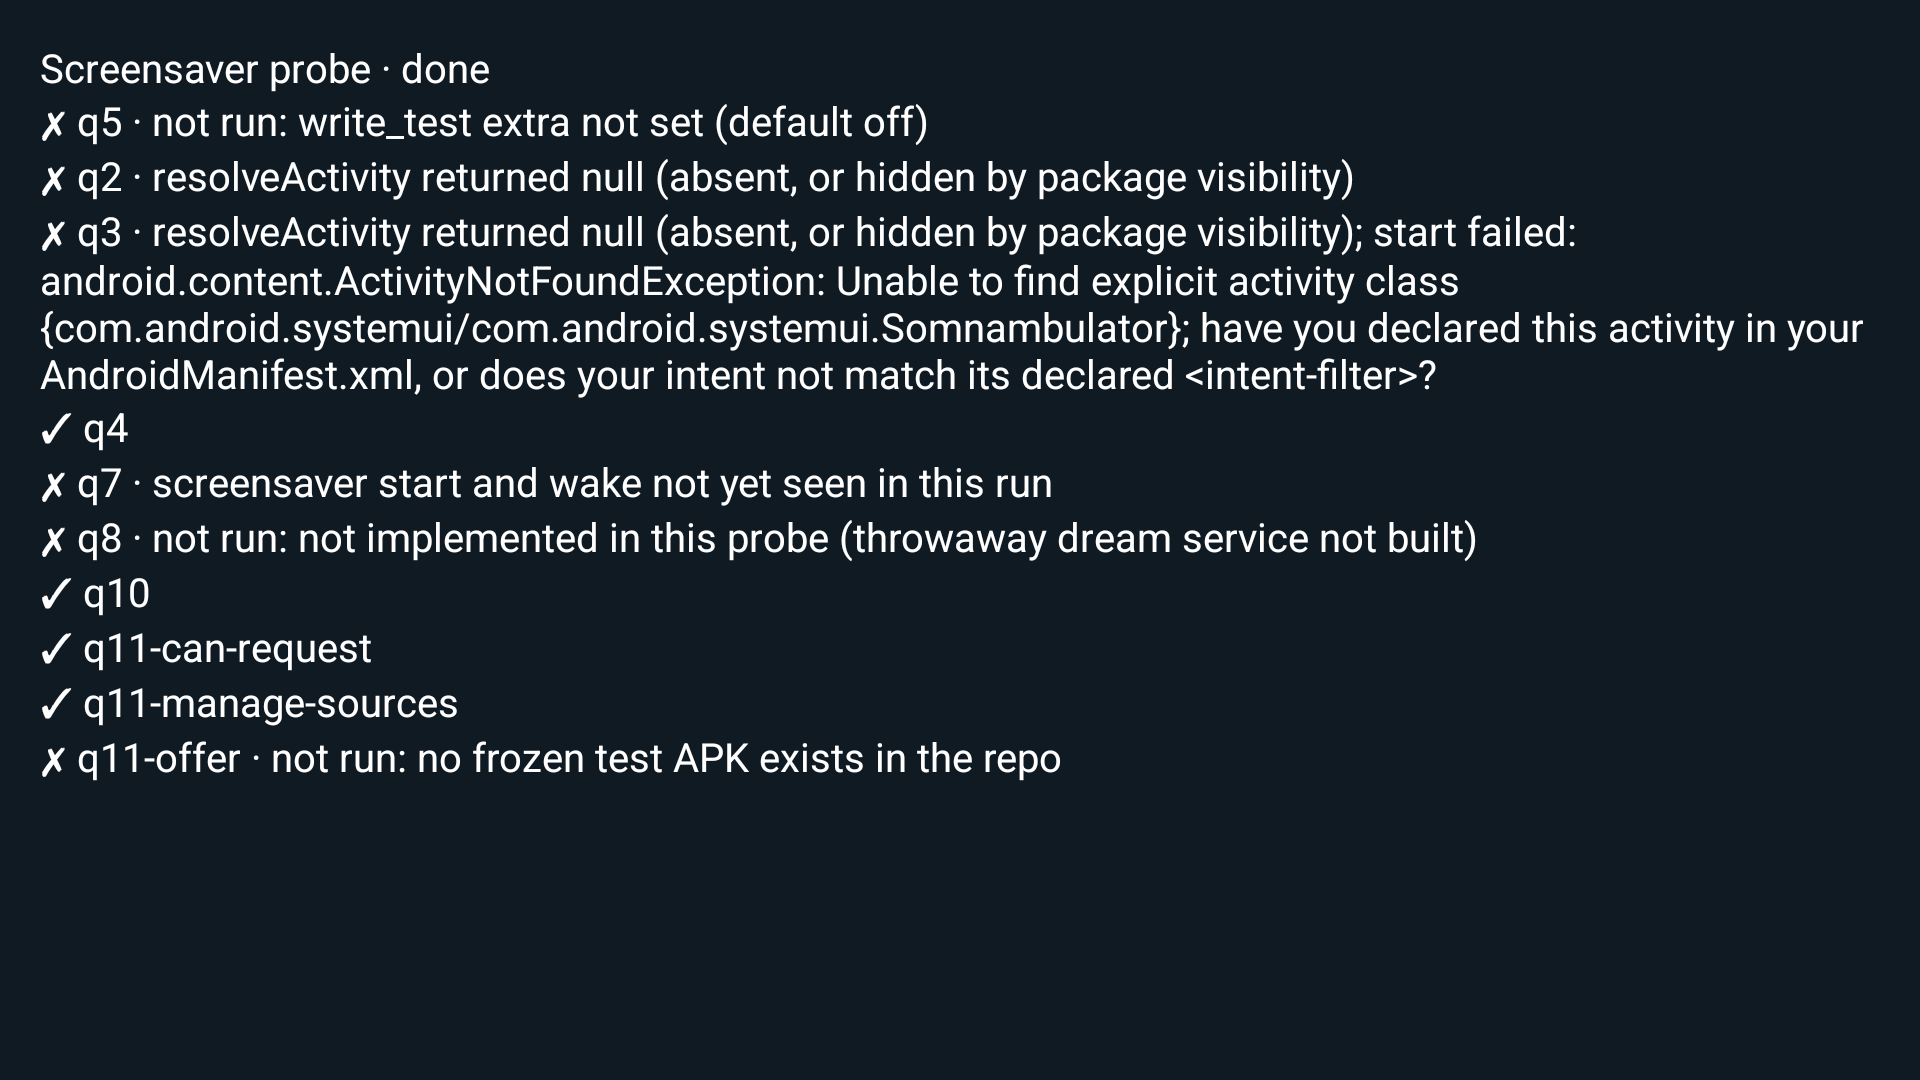 Screensaver probe · done
✗ q5 · not run: write_test extra not set (default off)
✗ q2 · resolveActivity returned null (absent, or hidden by package visibility)
✗ q3 · resolveActivity returned null (absent, or hidden by package visibility); start failed:
android.content.ActivityNotFoundException: Unable to find explicit activity class
{com.android.systemui/com.android.systemui.Somnambulator}; have you declared this activity in your
AndroidManifest.xml, or does your intent not match its declared <intent-filter>?
✓ q4
✗ q7 · screensaver start and wake not yet seen in this run
✗ q8 · not run: not implemented in this probe (throwaway dream service not built)
✓ q10
✓ q11-can-request
✓ q11-manage-sources
✗ q11-offer · not run: no frozen test APK exists in the repo